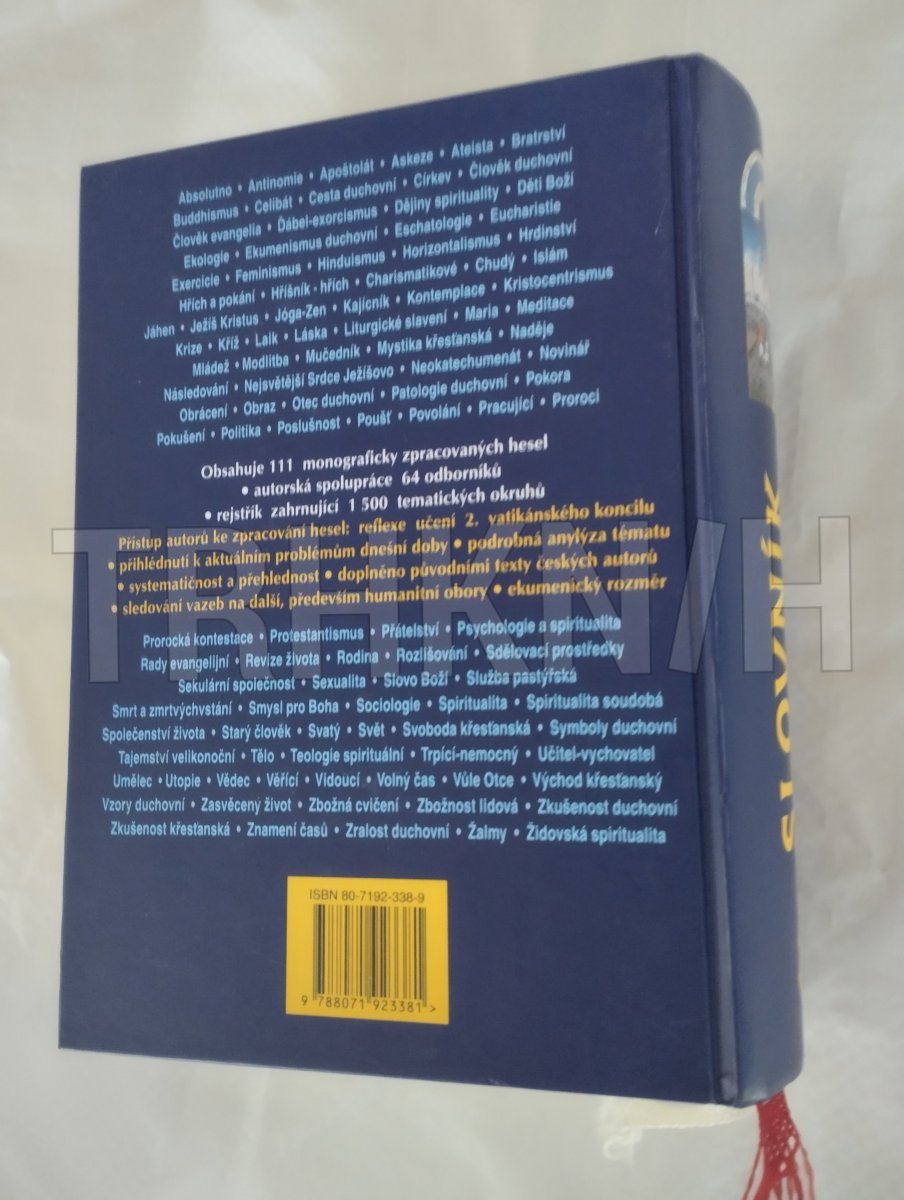 Absolutno • Antinomie • Apoštolát • Askeze • Ateista • Bratrství
Buddhismus • Celibát • Cesta duchovní • Církev • Člověk duchovní
Člověk evangelia • Ďábel-exorcismus • Dějiny spirituality • Děti Boží
Ekologie • Ekumenismus duchovní • Eschatologie • Eucharistie
Exercicie • Feminismus • Hinduismus • Horizontalismus • Hrdinství
Hřích a pokání • Hříšník - hřích • Charismatikové • Chudý • Islám
Jáhen • Ježíš Kristus • Jóga-Zen • Kajícník • Kontemplace • Kristocentrismus
Krize • Kříž • Laik • Láska • Liturgické slavení • Maria • Meditace
Mládež • Modlitba • Mučedník • Mystika křesťanská • Naděje
Následování • Nejsvětější Srdce Ježíšovo • Neokatechumenát • Novinář
Obrácení • Obraz • Otec duchovní • Patologie duchovní • Pokora
Pokušení • Politika • Poslušnost • Poušť • Povolání • Pracující • Proroci
Obsahuje 111 monograficky zpracovaných hesel
• autorská spolupráce 64 odborníků
• rejstřík zahrnující 1 500 tematických okruhů
Přístup autorů ke zpracování hesel: reflexe učení 2. vatikánského koncilu
• přihlédnutí k aktuálním problémům dnešní doby • podrobná anylýza tématu
• systematičnost a přehlednost • doplněno původními texty českých autorů
• sledování vazeb na další, především humanitní obory • ekumenický rozměr
Prorocká kontestace • Protestantismus • Přátelství • Psychologie a spiritualita
Rady evangelijní • Revize života • Rodina • Rozlišování • Sdělovací prostředky
Sekulární společnost • Sexualita • Slovo Boží • Služba pastýřská
Smrt a zmrtvýchvstání • Smysl pro Boha • Sociologie • Spiritualita • Spiritualita soudobá
Společenství života • Starý člověk • Svatý • Svět • Svoboda křesťanská • Symboly duchovní
Tajemství velikonoční • Tělo • Teologie spirituální • Trpící-nemocný • Učitel-vychovatel
Umělec • Utopie • Vědec • Věřící • Vidoucí • Volný čas • Vůle Otce • Východ křesťanský
Vzory duchovní • Zasvěcený život • Zbožná cvičení • Zbožnost lidová • Zkušenost duchovní
Zkušenost křesťanská • Znamení časů • Zralost duchovní • Žalmy • Židovská spiritualita
ISBN 80-7192-338-9
9 788071 923381 >
SLOVNÍK
TRHKNIH